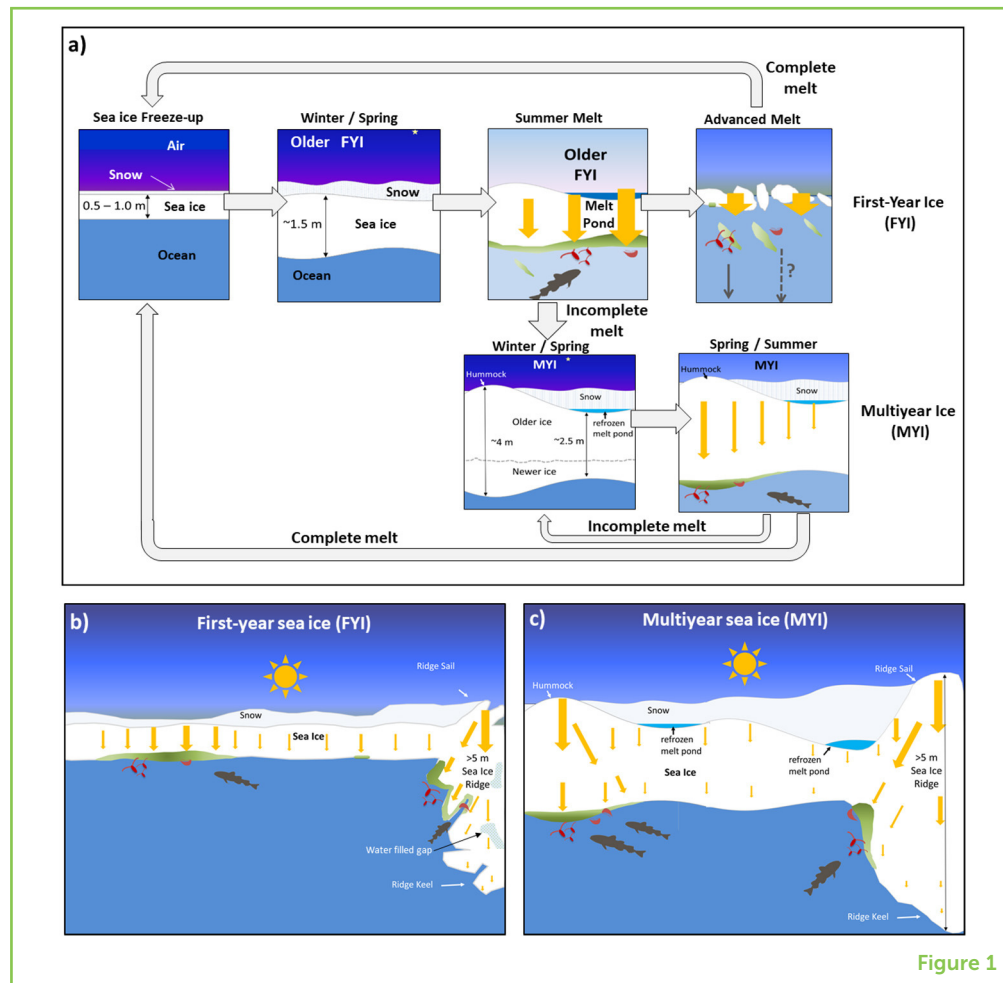 a)
Complete
melt
Sea ice Freeze-up
Winter / Spring
Summer Melt
Advanced Melt
Air
Snow
0.5 – 1.0 m
Sea ice
Ocean
Older FYI
Snow
~1.5 m
Sea ice
Ocean
Older
FYI
Melt
Pond
?
First-Year Ice
(FYI)
Incomplete
melt
Winter / Spring
MYI
Hummock
Snow
Older ice
refrozen
melt pond
~4 m
~2.5 m
Newer ice
Spring / Summer
MYI
Hummock
Snow
Multiyear Ice
(MYI)
Incomplete melt
Complete melt
b)
First-year sea ice (FYI)
Ridge Sail
Snow
Sea Ice
>5 m
Sea Ice
Ridge
Water filled gap
Ridge Keel
c)
Multiyear sea ice (MYI)
Ridge Sail
Hummock
Snow
refrozen
melt pond
refrozen
melt pond
Sea Ice
>5 m
Sea Ice
Ridge
Ridge Keel
Figure 1